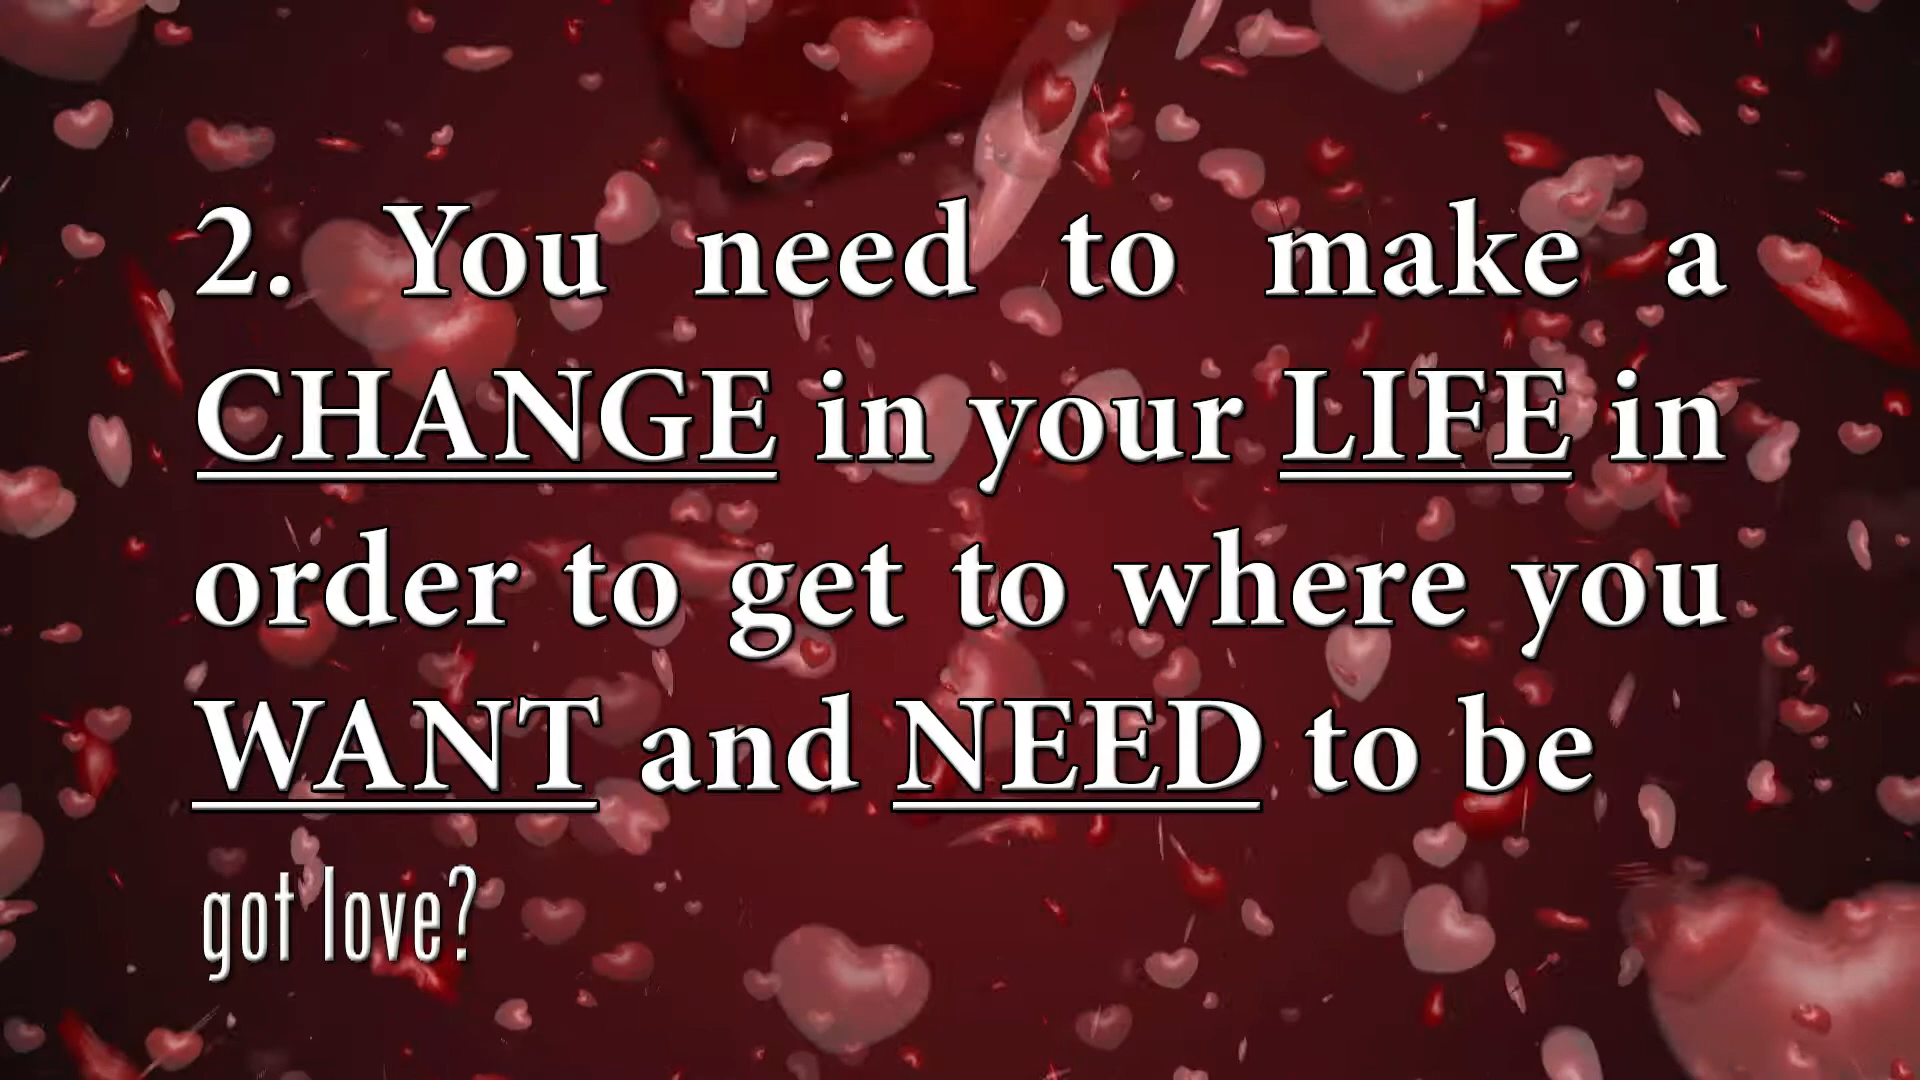 2. You need to make a
CHANGE in your LIFE in
order to get to where you
WANT and NEED to be
got love?